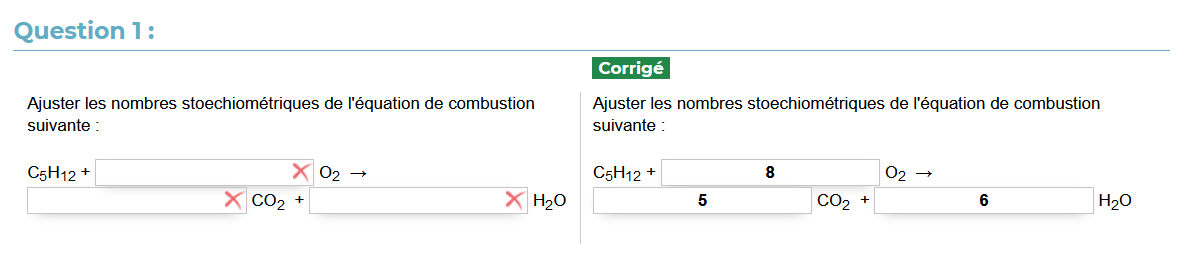 Question 1 :
Corrigé
Ajuster les nombres stoechiométriques de l'équation de combustion
suivante :
C5H12 + O2 →
CO2 + H2O
Ajuster les nombres stoechiométriques de l'équation de combustion
suivante :
C5H12 + 8 O2 →
5 CO2 + 6 H2O